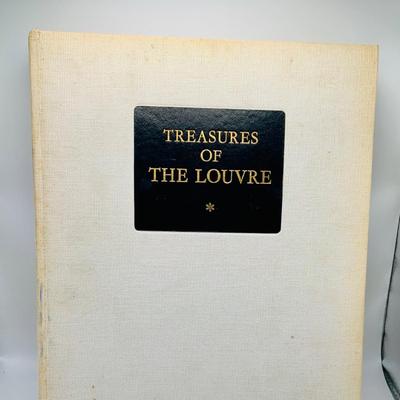 TREASURES
OF
THE LOUVRE
*